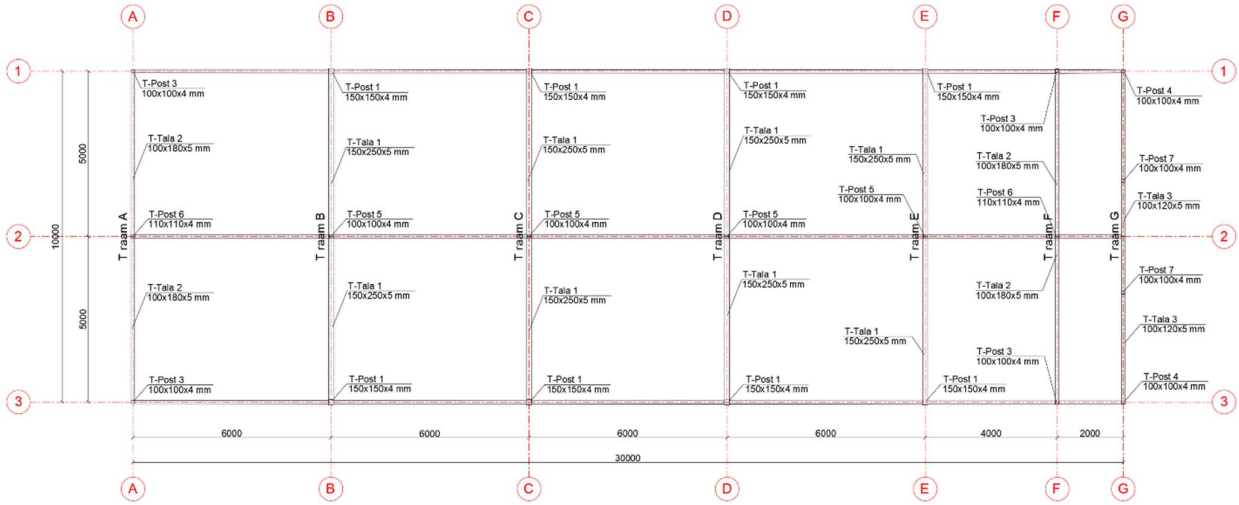 A B C D E F G
1 1
T-Post 3
100x100x4 mm
T-Post 1
150x150x4 mm
T-Post 1
150x150x4 mm
T-Post 1
150x150x4 mm
T-Post 1
150x150x4 mm
T-Post 3
100x100x4 mm
T-Post 4
100x100x4 mm
5000
T-Tala 2
100x180x5 mm
T-Tala 1
150x250x5 mm
T-Tala 1
150x250x5 mm
T-Tala 1
150x250x5 mm
T-Tala 1
150x250x5 mm
T-Tala 2
100x180x5 mm
T-Post 7
100x100x4 mm
T-Tala 3
100x120x5 mm
T-Post 6
110x110x4 mm
T-Post 5
100x100x4 mm
T-Post 5
100x100x4 mm
T-Post 5
100x100x4 mm
T-Post 5
100x100x4 mm
T-Post 6
110x110x4 mm
T raam A
T raam B
T raam C
T raam D
T raam E
T raam F
T raam G
2 2
10000
5000
T-Tala 2
100x180x5 mm
T-Tala 1
150x250x5 mm
T-Tala 1
150x250x5 mm
T-Tala 1
150x250x5 mm
T-Tala 1
150x250x5 mm
T-Tala 2
100x180x5 mm
T-Post 7
100x100x4 mm
T-Tala 3
100x120x5 mm
T-Post 3
100x100x4 mm
T-Post 1
150x150x4 mm
T-Post 1
150x150x4 mm
T-Post 1
150x150x4 mm
T-Post 1
150x150x4 mm
T-Post 3
100x100x4 mm
T-Post 4
100x100x4 mm
3 3
6000 6000 6000 6000 4000 2000
30000
A B C D E F G